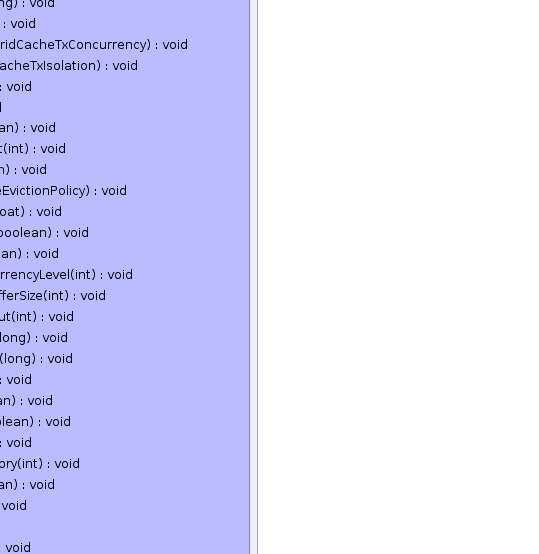 ng) : void
: void
ridCacheTxConcurrency) : void
acheTxIsolation) : void
: void
an) : void
t(int) : void
n) : void
eEvictionPolicy) : void
oat) : void
boolean) : void
an) : void
rrencyLevel(int) : void
fferSize(int) : void
ut(int) : void
long) : void
(long) : void
: void
an) : void
olean) : void
: void
ory(int) : void
an) : void
void
: void